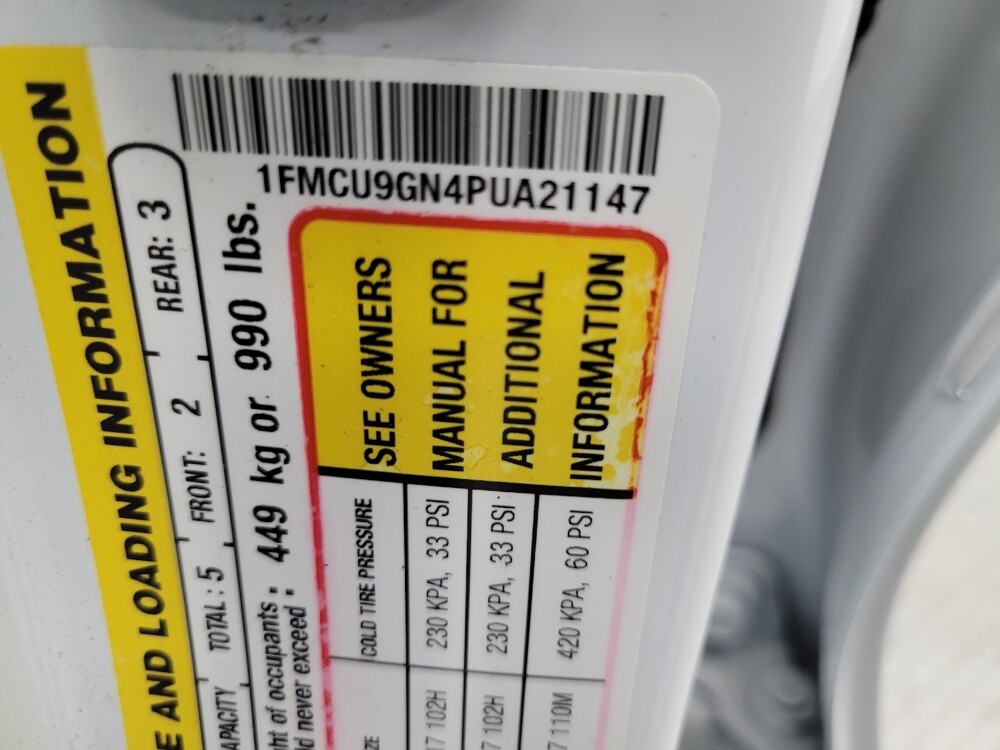 E AND LOADING INFORMATION
APACITY TOTAL : 5 FRONT: 2 REAR: 3
ht of occupants :
d never exceed : 449 kg or 990 lbs.
1FMCU9GN4PUA21147
ZE COLD TIRE PRESSURE
17 102H 230 KPA, 33 PSI
7 102H 230 KPA, 33 PSI
7 110M 420 KPA, 60 PSI
SEE OWNERS
MANUAL FOR
ADDITIONAL
INFORMATION